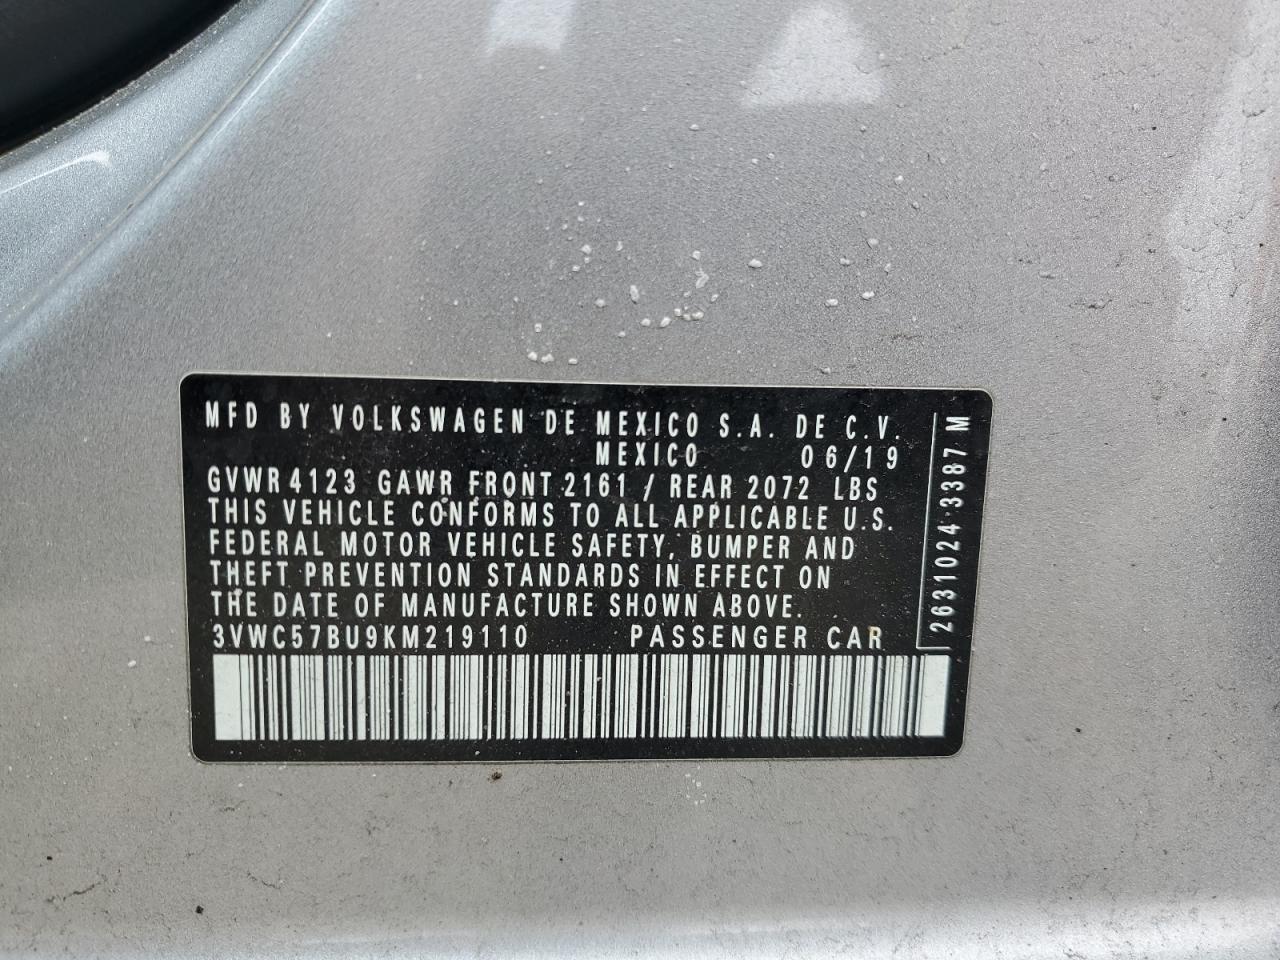 MFD BY VOLKSWAGEN DE MEXICO S.A. DE C.V.
MEXICO 06/19
GVWR 4123 GAWR FRONT 2161 / REAR 2072 LBS
THIS VEHICLE CONFORMS TO ALL APPLICABLE U.S.
FEDERAL MOTOR VEHICLE SAFETY, BUMPER AND
THEFT PREVENTION STANDARDS IN EFFECT ON
THE DATE OF MANUFACTURE SHOWN ABOVE.
3VWC57BU9KM219110 PASSENGER CAR
2631024 3387 M